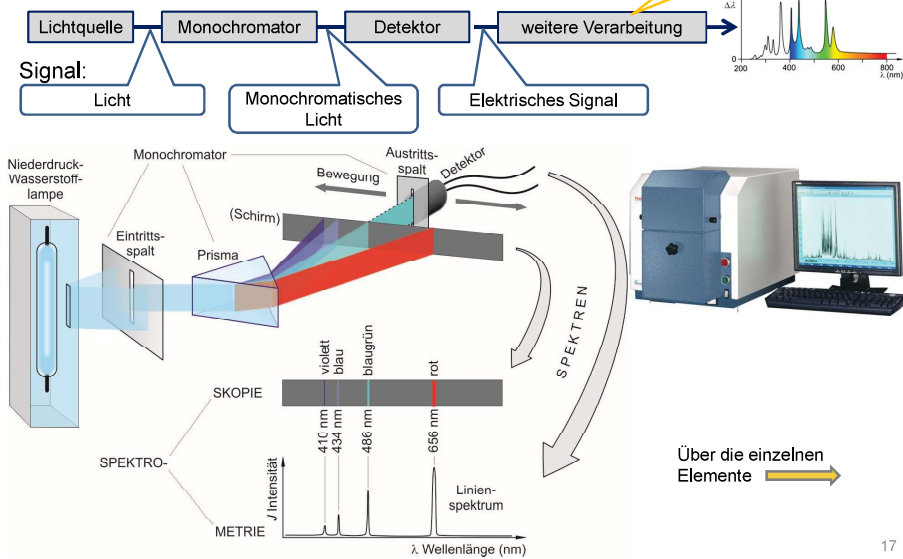 Lichtquelle
Monochromator
Detektor
weitere Verarbeitung
Δλ
0
200
400
600
800
λ (nm)
Signal:
Licht
Monochromatisches
Licht
Elektrisches Signal
Niederdruck-
Wasserstoff-
lampe
Monochromator
Eintritts-
spalt
Prisma
(Schirm)
Bewegung
Austritts-
spalt
Detektor
SPEKTREN
SPEKTRO-
SKOPIE
METRIE
violett
blau
blaugrün
rot
410 nm
434 nm
486 nm
656 nm
J Intensität
Linien-
spektrum
λ Wellenlänge (nm)
Über die einzelnen
Elemente
17